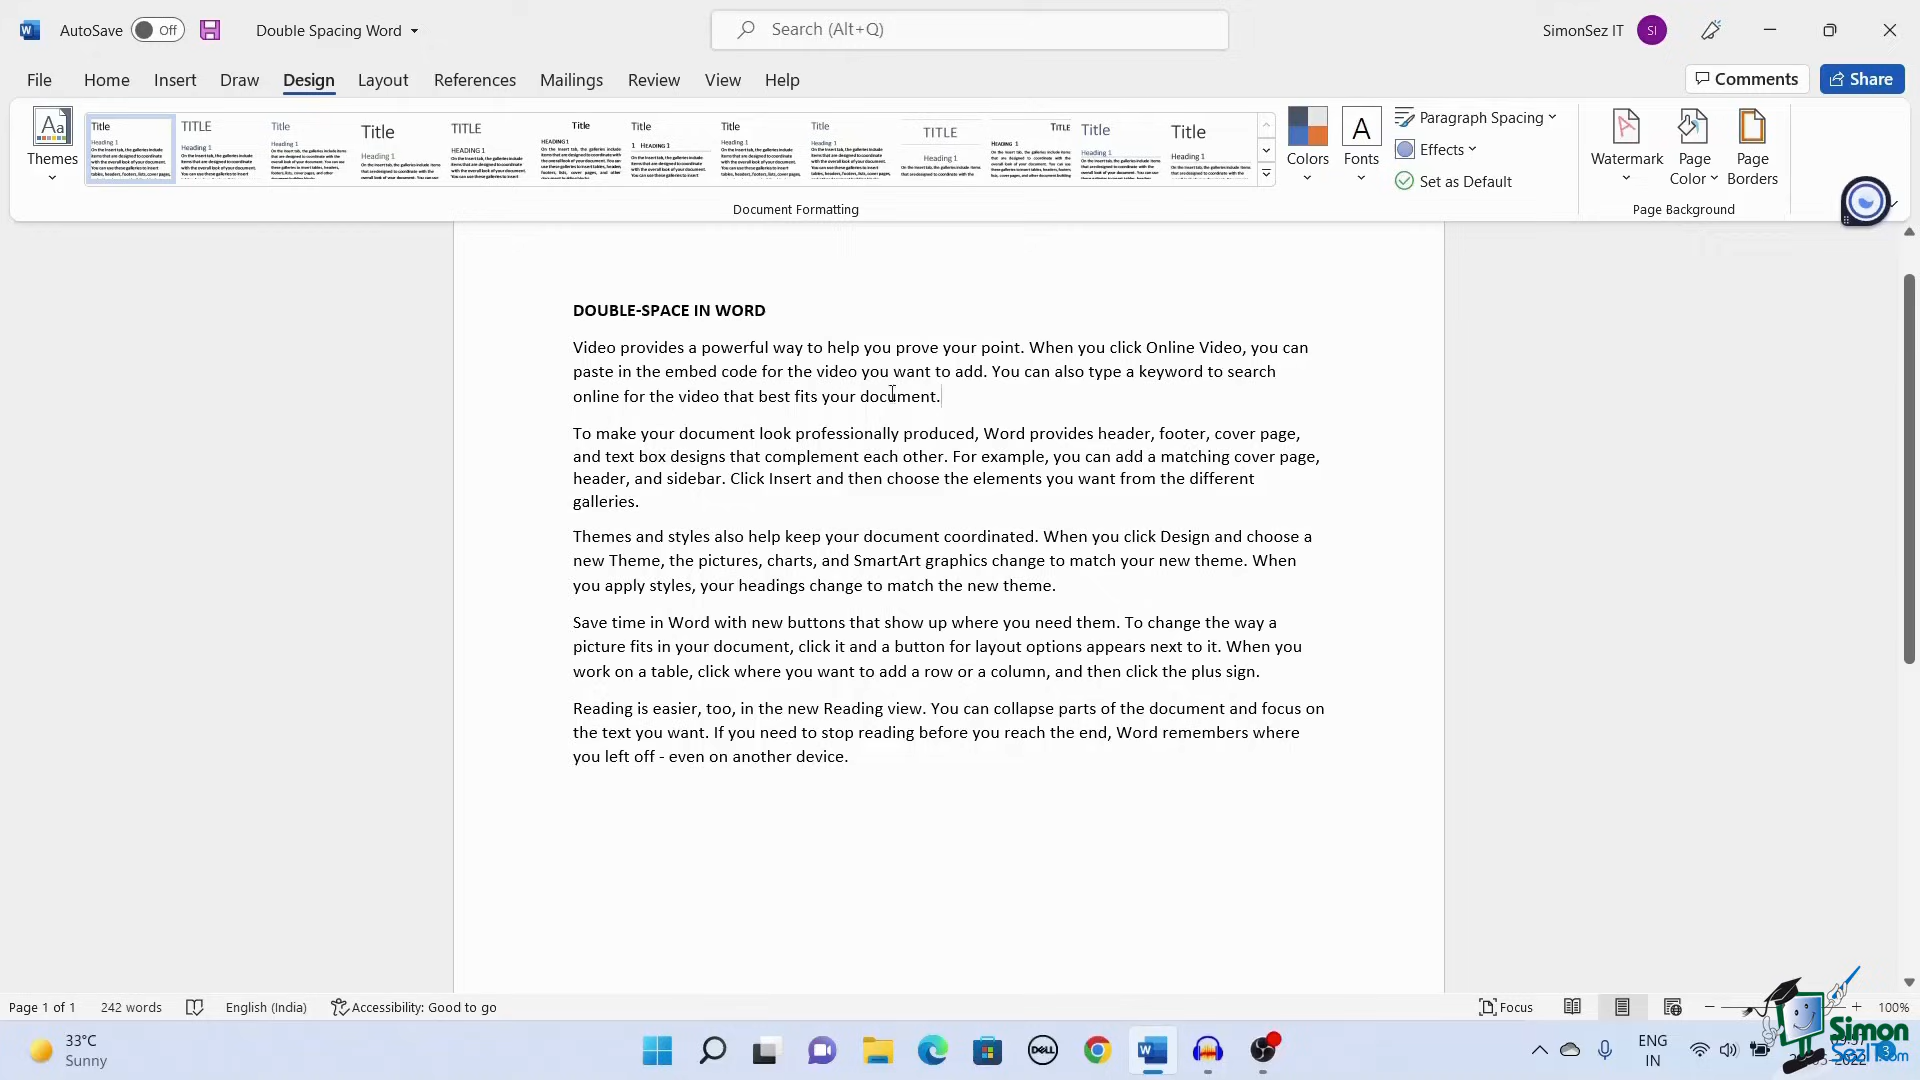 AutoSave Off Double Spacing Word Search (Alt+Q) SimonSez IT SI
File Home Insert Draw Design Layout References Mailings Review View Help Comments Share
Themes Colors Fonts Paragraph Spacing Effects Set as Default Watermark Page Color Page Borders
Document Formatting Page Background
DOUBLE-SPACE IN WORD
Video provides a powerful way to help you prove your point. When you click Online Video, you can
paste in the embed code for the video you want to add. You can also type a keyword to search
online for the video that best fits your document.
To make your document look professionally produced, Word provides header, footer, cover page,
and text box designs that complement each other. For example, you can add a matching cover page,
header, and sidebar. Click Insert and then choose the elements you want from the different
galleries.
Themes and styles also help keep your document coordinated. When you click Design and choose a
new Theme, the pictures, charts, and SmartArt graphics change to match your new theme. When
you apply styles, your headings change to match the new theme.
Save time in Word with new buttons that show up where you need them. To change the way a
picture fits in your document, click it and a button for layout options appears next to it. When you
work on a table, click where you want to add a row or a column, and then click the plus sign.
Reading is easier, too, in the new Reading view. You can collapse parts of the document and focus on
the text you want. If you need to stop reading before you reach the end, Word remembers where
you left off - even on another device.
Page 1 of 1 242 words English (India) Accessibility: Good to go Focus 100%
33°C
Sunny
DELL
ENG
IN
Simon
SezIT.com
3